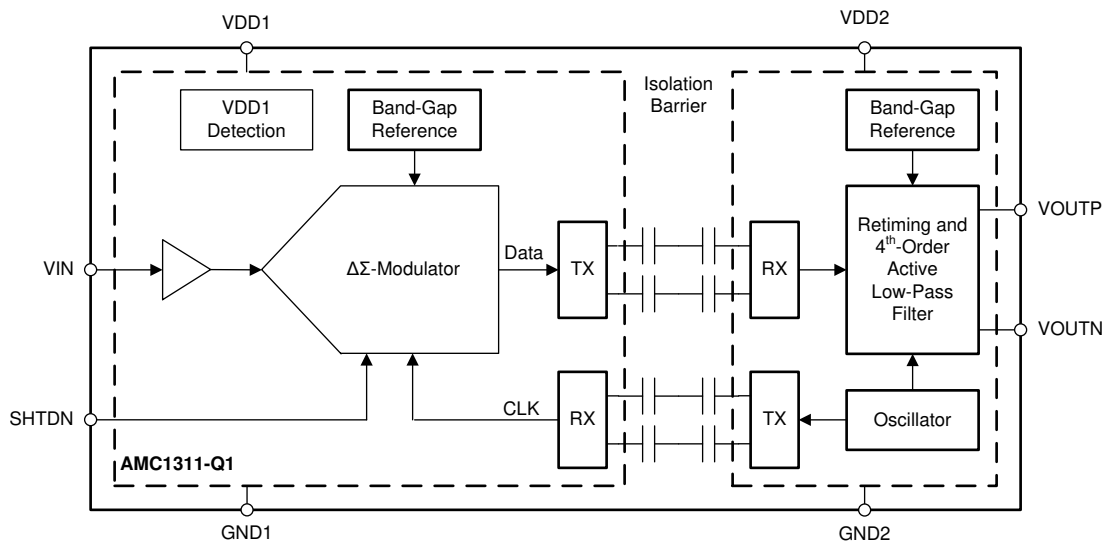 VDD1
VDD2
VDD1
Detection
Band-Gap
Reference
Isolation
Barrier
Band-Gap
Reference
VIN
ΔΣ-Modulator
Data
TX
RX
Retiming and
4th-Order
Active
Low-Pass
Filter
VOUTP
VOUTN
SHTDN
CLK
RX
TX
Oscillator
AMC1311-Q1
GND1
GND2